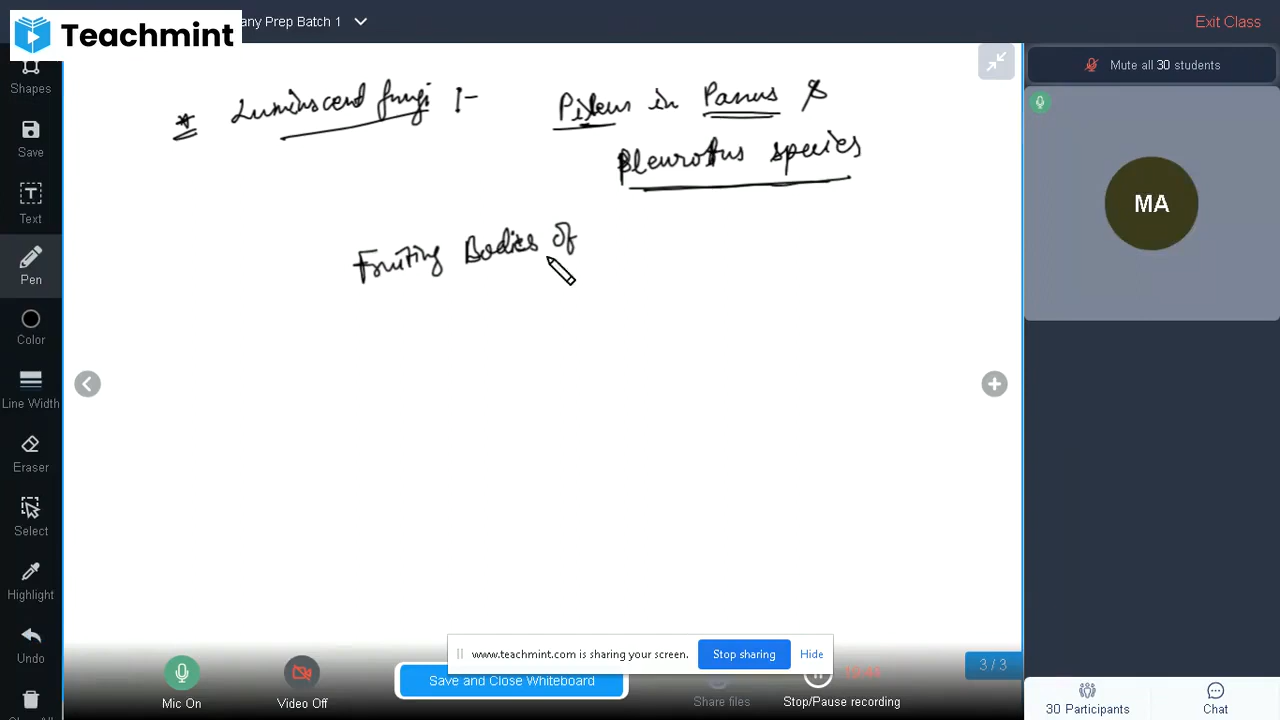 any Prep Batch 1
Exit Class
Teachmint
Mute all 30 students
Shapes
Save
Text
Pen
Color
Line Width
Eraser
Select
Highlight
Undo
* Luminscend fungi :- Pileus in Panus &
Pleurotus species
Fruiting Bodies of
MA
www.teachmint.com is sharing your screen.
Stop sharing
Hide
3 / 3
Save and Close Whiteboard
Mic On
Video Off
Share files
Stop/Pause recording
30 Participants
Chat